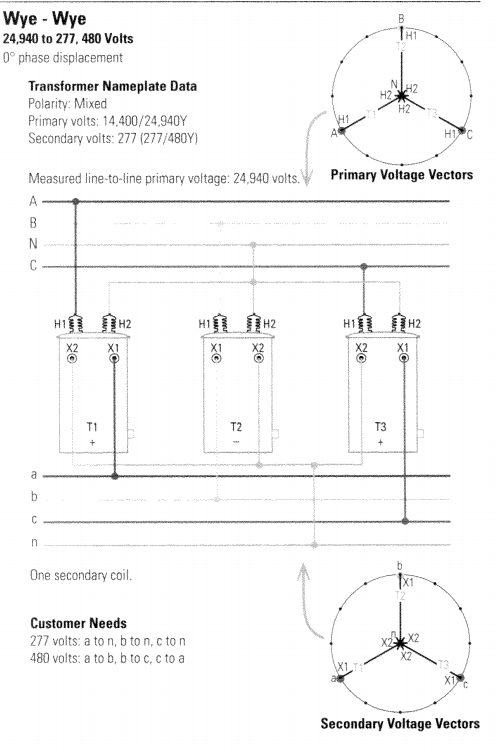 Wye - Wye
24,940 to 277, 480 Volts
0° phase displacement
Transformer Nameplate Data
Polarity: Mixed
Primary volts: 14,400/24,940Y
Secondary volts: 277 (277/480Y)
Measured line-to-line primary voltage: 24,940 volts.
B
H1
T2
N
H2
H2
H2
H1
T1
T3
A
H1
C
Primary Voltage Vectors
A
B
N
C
H1 H2 H1 H2 H1 H2
X2 X1 X1 X2 X2 X1
T1 T2 T3
+ – +
a
b
c
n
One secondary coil.
Customer Needs
277 volts: a to n, b to n, c to n
480 volts: a to b, b to c, c to a
b
X1
T2
n
X2
X2
X2
X1
T1
T3
a
X1
c
Secondary Voltage Vectors